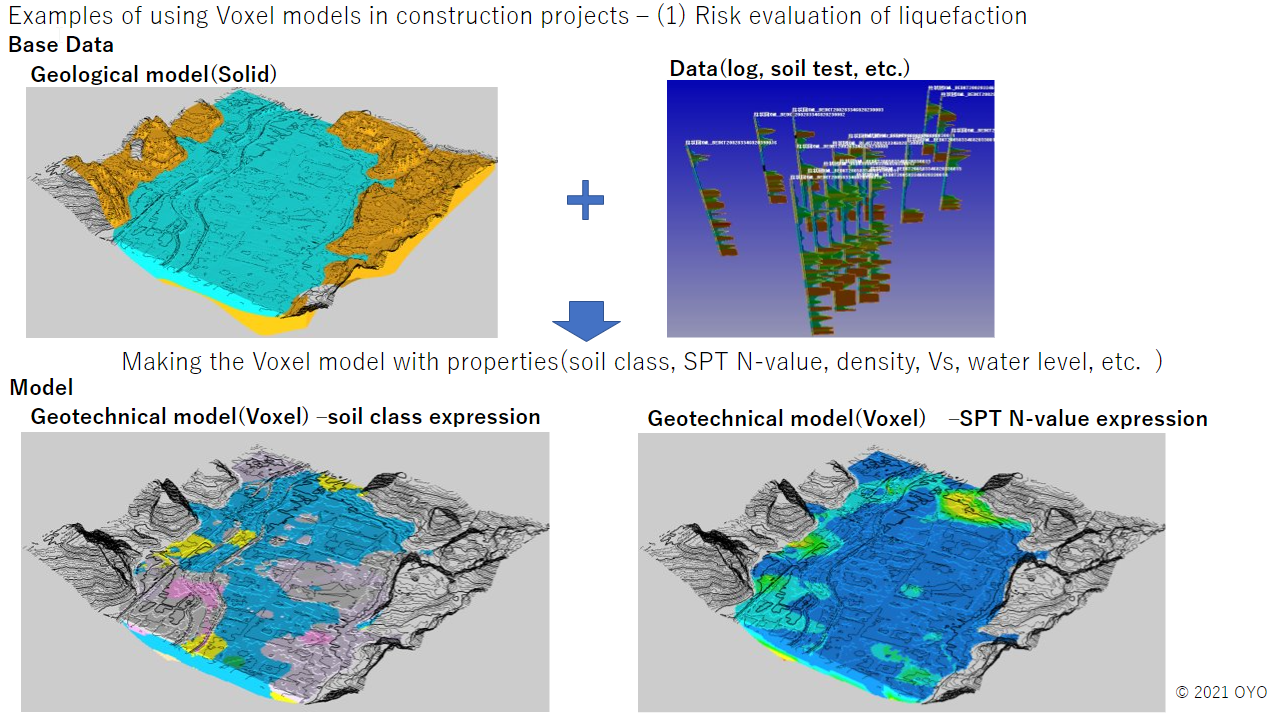 Examples of using Voxel models in construction projects – (1) Risk evaluation of liquefaction
Base Data
Geological model(Solid)
Data(log, soil test, etc.)
Making the Voxel model with properties(soil class, SPT N-value, density, Vs, water level, etc. )
Model
Geotechnical model(Voxel) –soil class expression
Geotechnical model(Voxel) –SPT N-value expression
© 2021 OYO